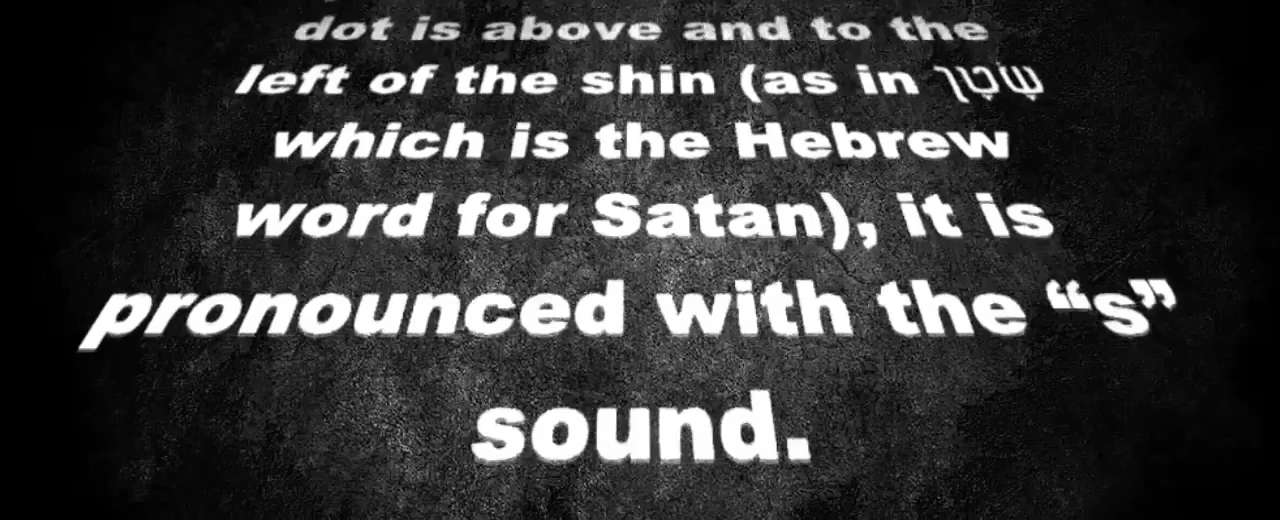 dot is above and to the
left of the shin (as in שָׂטָן
which is the Hebrew
word for Satan), it is
pronounced with the “s”
sound.